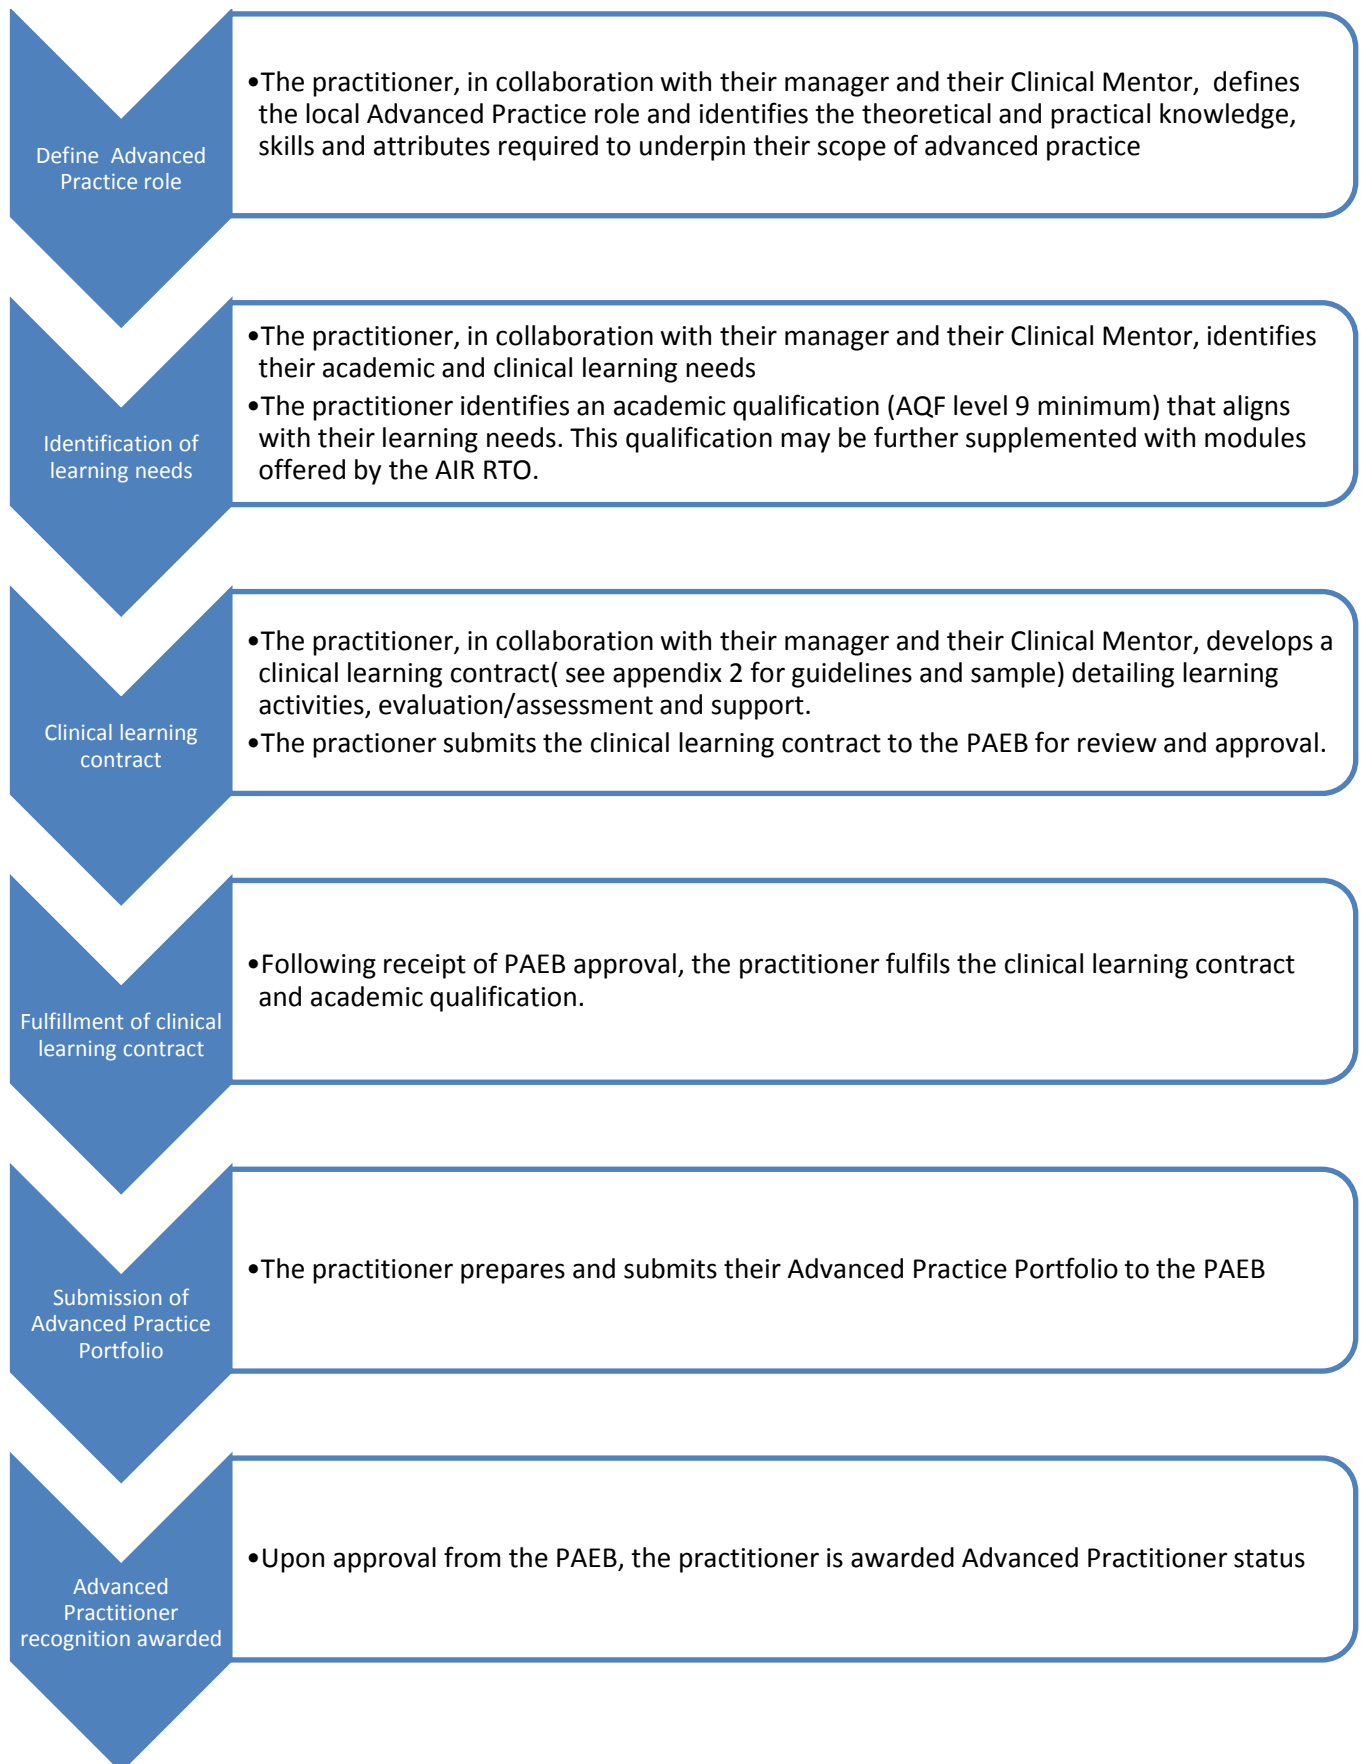 Define  Advanced
Practice role
•The practitioner, in collaboration with their manager and their Clinical Mentor,  defines
the local Advanced Practice role and identifies the theoretical and practical knowledge,
skills and attributes required to underpin their scope of advanced practice
Identification of
learning needs
•The practitioner, in collaboration with their manager and their Clinical Mentor, identifies
their academic and clinical learning needs
•The practitioner identifies an academic qualification (AQF level 9 minimum) that aligns
with their learning needs. This qualification may be further supplemented with modules
offered by the AIR RTO.
Clinical learning
contract
•The practitioner, in collaboration with their manager and their Clinical Mentor, develops a
clinical learning contract( see appendix 2 for guidelines and sample) detailing learning
activities, evaluation/assessment and support.
•The practioner submits the clinical learning contract to the PAEB for review and approval.
Fulfillment of clinical
learning contract
•Following receipt of PAEB approval, the practitioner fulfils the clinical learning contract
and academic qualification.
Submission of
Advanced Practice
Portfolio
•The practitioner prepares and submits their Advanced Practice Portfolio to the PAEB
Advanced
Practitioner
recognition awarded
•Upon approval from the PAEB, the practitioner is awarded Advanced Practitioner status